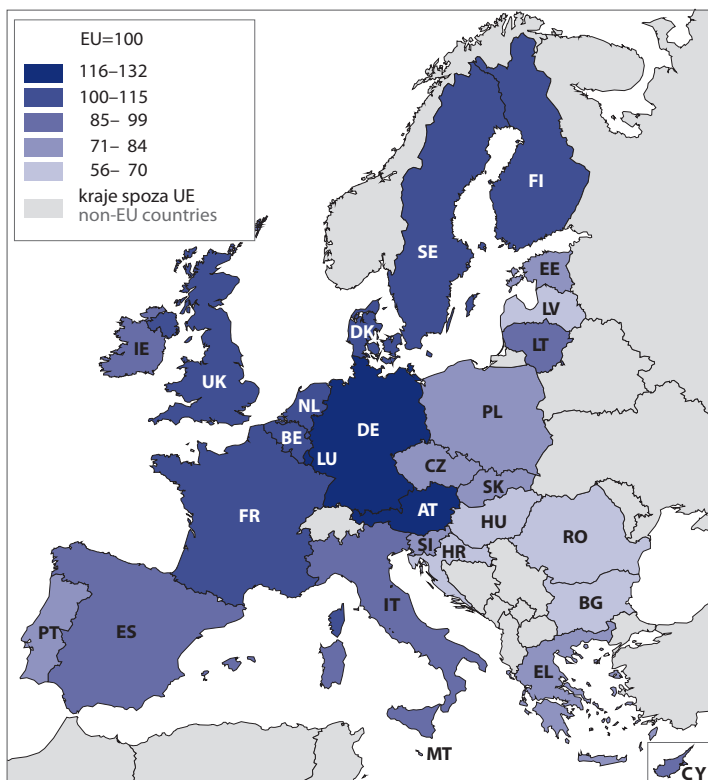 EU=100
116–132
100–115
85– 99
71– 84
56– 70
kraje spoza UE
non-EU countries
FI
SE
EE
LV
LT
DK
IE
UK
NL
BE
DE
PL
LU
CZ
SK
AT
HU
FR
SI
HR
RO
BG
IT
PT
ES
EL
MT
CY